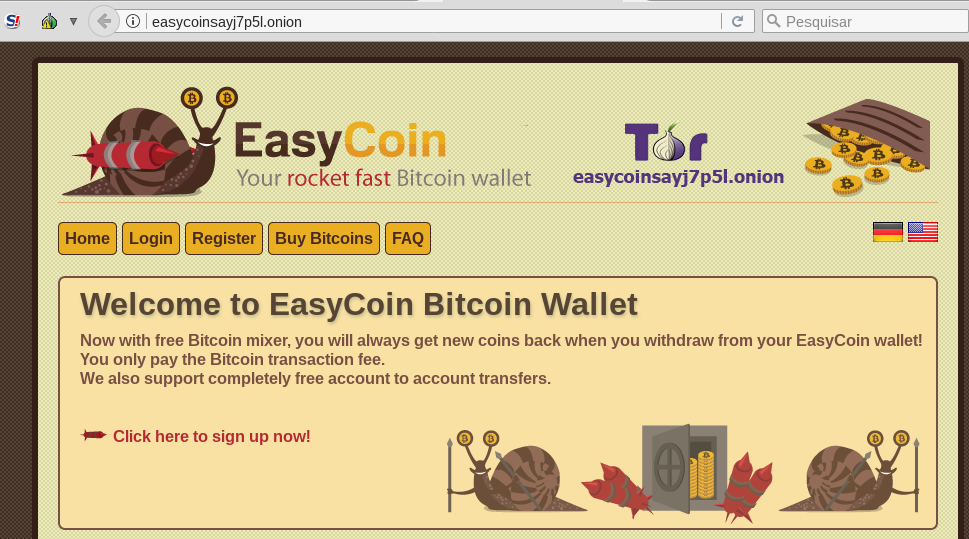 easycoinsayj7p5l.onion
Pesquisar
EasyCoin
Your rocket fast Bitcoin wallet
Tor
easycoinsayj7p5l.onion
Home Login Register Buy Bitcoins FAQ
Welcome to EasyCoin Bitcoin Wallet
Now with free Bitcoin mixer, you will always get new coins back when you withdraw from your EasyCoin wallet!
You only pay the Bitcoin transaction fee.
We also support completely free account to account transfers.
Click here to sign up now!